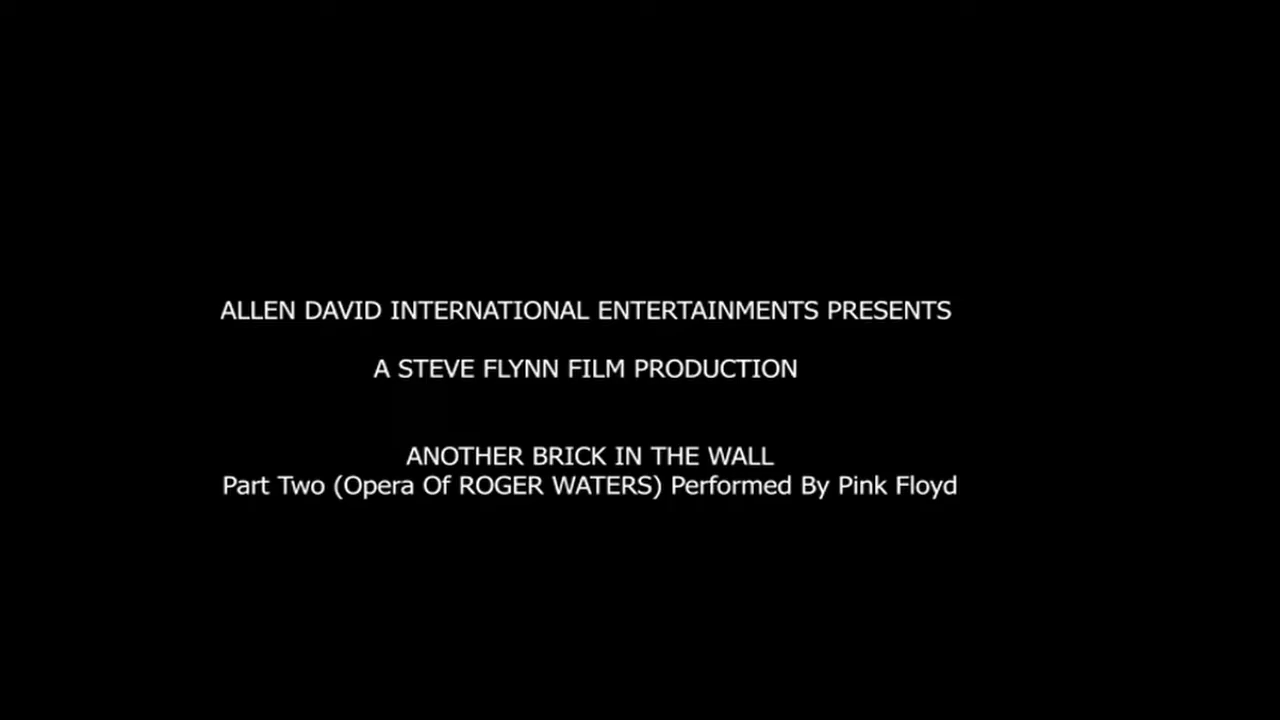 ALLEN DAVID INTERNATIONAL ENTERTAINMENTS PRESENTS
A STEVE FLYNN FILM PRODUCTION
ANOTHER BRICK IN THE WALL
Part Two (Opera Of ROGER WATERS) Performed By Pink Floyd